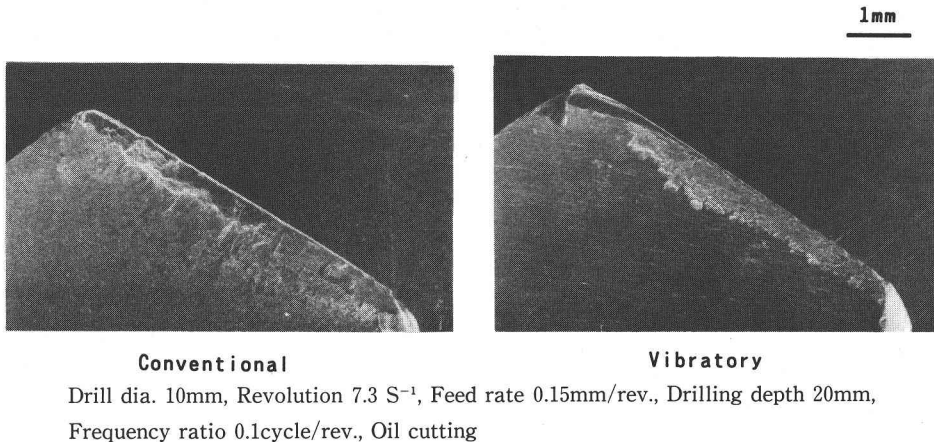 1mm
Conventional
Vibratory
Drill dia. 10mm, Revolution 7.3 S⁻¹, Feed rate 0.15mm/rev., Drilling depth 20mm,
Frequency ratio 0.1cycle/rev., Oil cutting